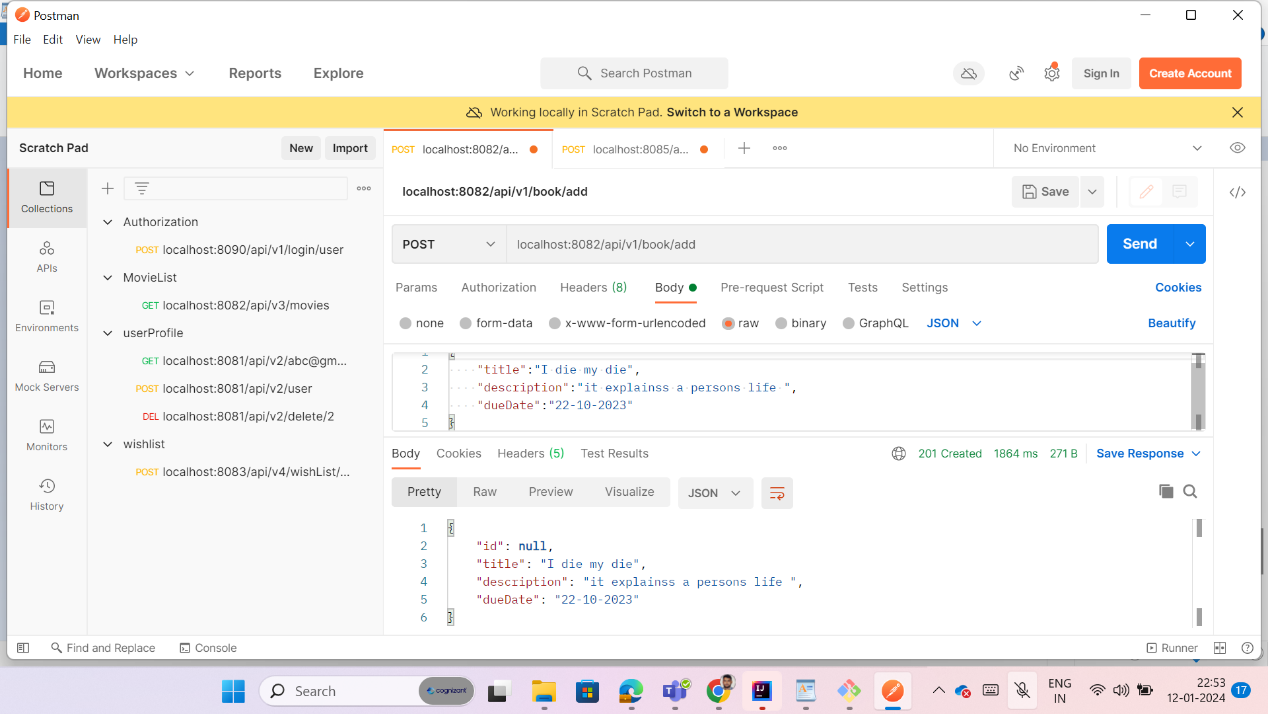 Postman
File Edit View Help
Home Workspaces Reports Explore Search Postman Sign In Create Account
Working locally in Scratch Pad. Switch to a Workspace
Scratch Pad New Import POST localhost:8082/a... POST localhost:8085/a... No Environment
localhost:8082/api/v1/book/add Save
Collections
APIs
Environments
Mock Servers
Monitors
History
Authorization
POST localhost:8090/api/v1/login/user
MovieList
GET localhost:8082/api/v3/movies
userProfile
GET localhost:8081/api/v2/abc@gm...
POST localhost:8081/api/v2/user
DEL localhost:8081/api/v2/delete/2
wishlist
POST localhost:8083/api/v4/wishList/...
POST localhost:8082/api/v1/book/add Send
Params Authorization Headers (8) Body Pre-request Script Tests Settings Cookies
none form-data x-www-form-urlencoded raw binary GraphQL JSON Beautify
1 {
2 "title":"I die my die",
3 "description":"it explainss a persons life ",
4 "dueDate":"22-10-2023"
5 }
Body Cookies Headers (5) Test Results 201 Created 1864 ms 271 B Save Response
Pretty Raw Preview Visualize JSON
1 {
2 "id": null,
3 "title": "I die my die",
4 "description": "it explainss a persons life ",
5 "dueDate": "22-10-2023"
6 }
Find and Replace Console Runner
Search cognizant ENG 22:53
IN 12-01-2024 17